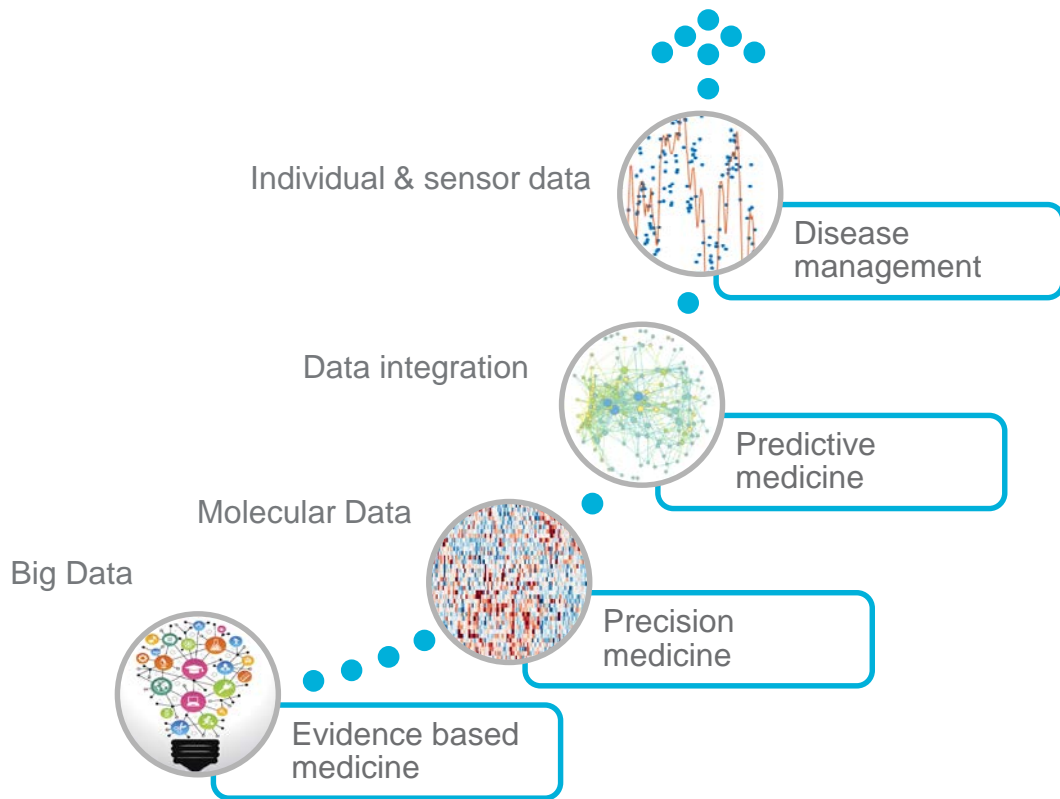 Individual & sensor data
Disease
management
Data integration
Predictive
medicine
Molecular Data
Precision
medicine
Big Data
Evidence based
medicine